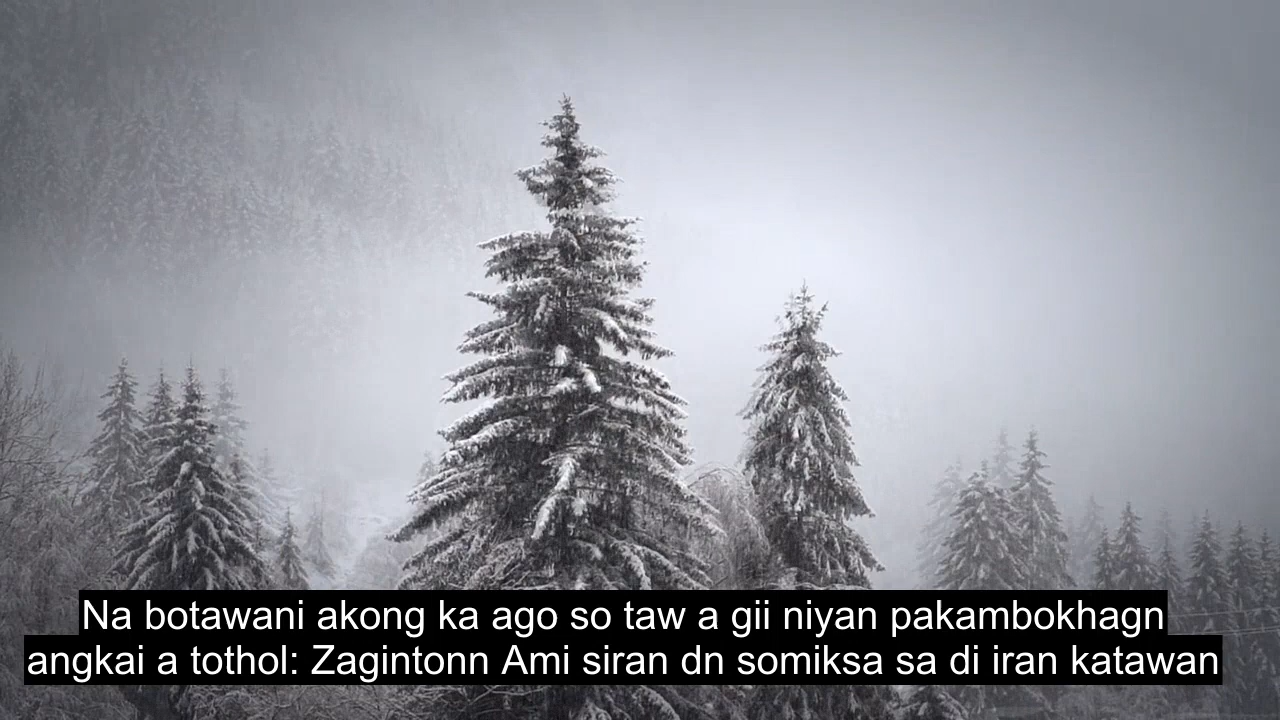 Na botawani akong ka ago so taw a gii niyan pakambokhagn
angkai a tothol: Zagintonn Ami siran dn somiksa sa di iran katawan